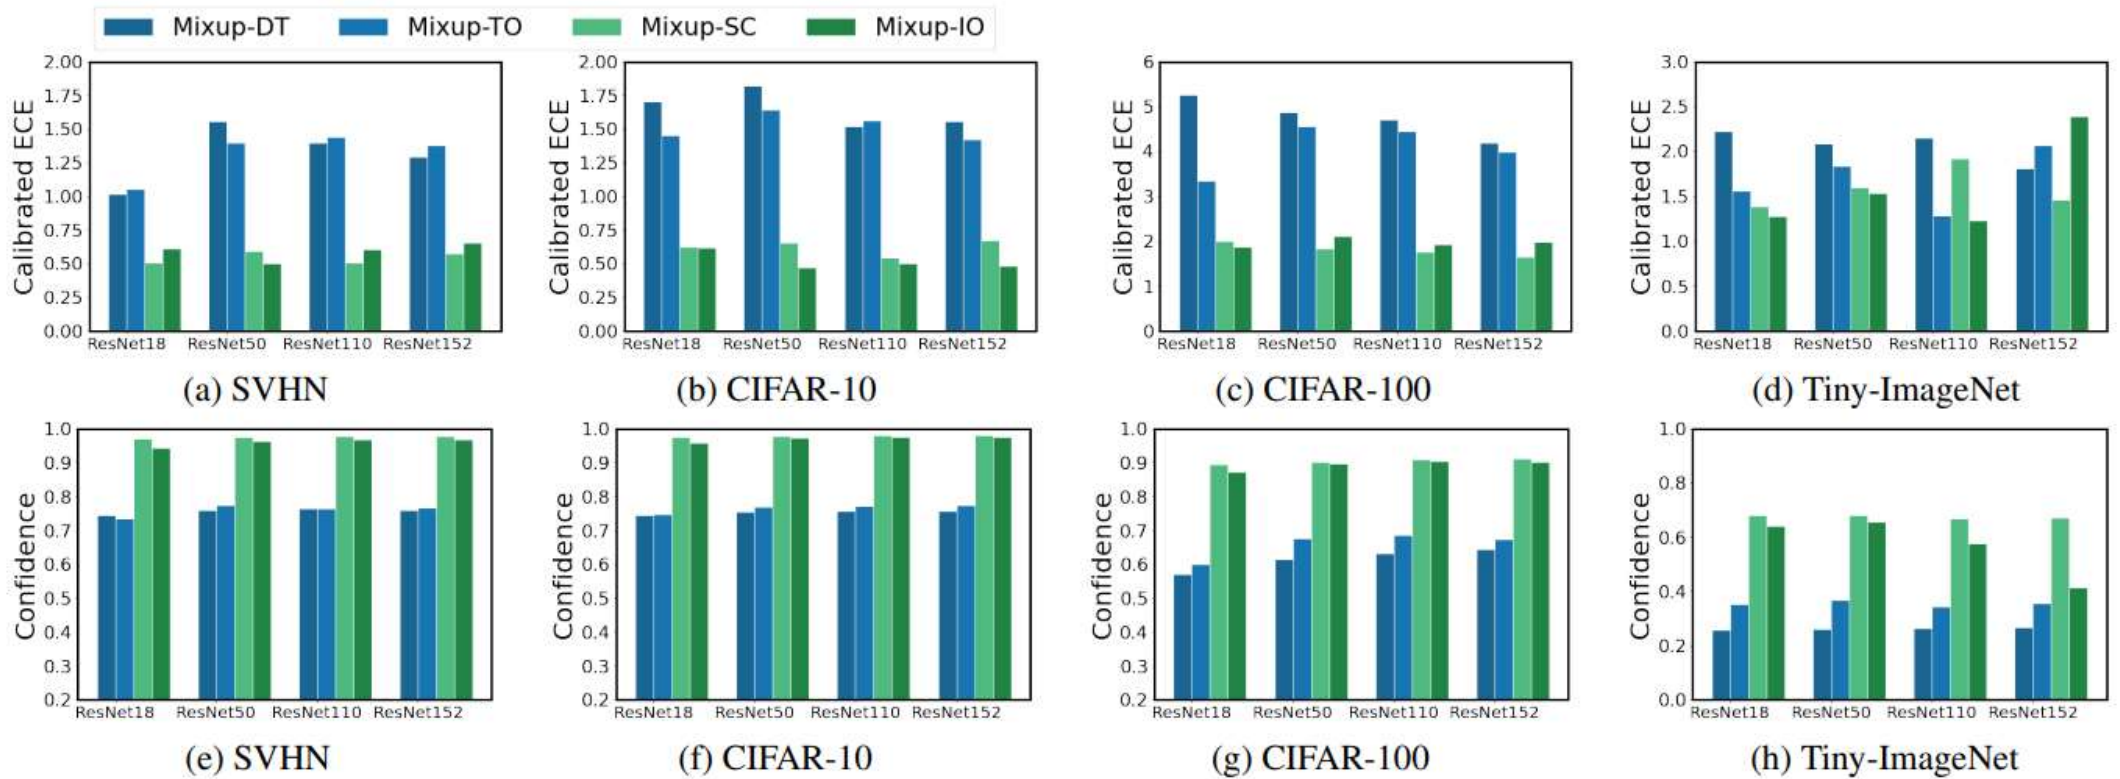 Mixup-DT Mixup-TO Mixup-SC Mixup-IO
Calibrated ECE
2.00
1.75
1.50
1.25
1.00
0.75
0.50
0.25
0.00
ResNet18 ResNet50 ResNet110 ResNet152
(a) SVHN
Calibrated ECE
2.00
1.75
1.50
1.25
1.00
0.75
0.50
0.25
0.00
ResNet18 ResNet50 ResNet110 ResNet152
(b) CIFAR-10
Calibrated ECE
6
5
4
3
2
1
0
ResNet18 ResNet50 ResNet110 ResNet152
(c) CIFAR-100
Calibrated ECE
3.0
2.5
2.0
1.5
1.0
0.5
0.0
ResNet18 ResNet50 ResNet110 ResNet152
(d) Tiny-ImageNet
Confidence
1.0
0.9
0.8
0.7
0.6
0.5
0.4
0.3
0.2
ResNet18 ResNet50 ResNet110 ResNet152
(e) SVHN
Confidence
1.0
0.9
0.8
0.7
0.6
0.5
0.4
0.3
0.2
ResNet18 ResNet50 ResNet110 ResNet152
(f) CIFAR-10
Confidence
1.0
0.9
0.8
0.7
0.6
0.5
0.4
0.3
0.2
ResNet18 ResNet50 ResNet110 ResNet152
(g) CIFAR-100
Confidence
1.0
0.8
0.6
0.4
0.2
0.0
ResNet18 ResNet50 ResNet110 ResNet152
(h) Tiny-ImageNet